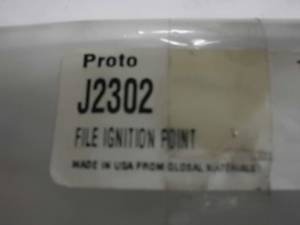 Proto
J2302
FILE IGNITION POINT
MADE IN USA FROM GLOBAL MATERIALS